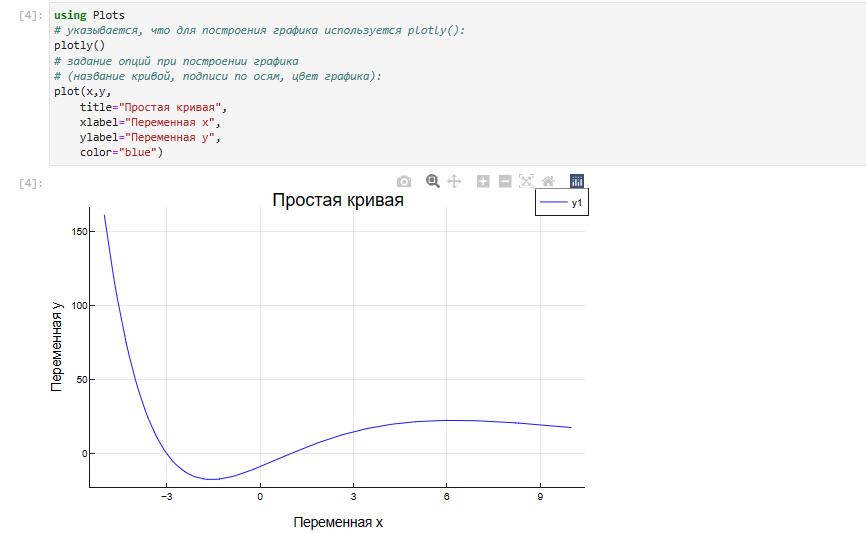 [4]:
using Plots
# указывается, что для построения графика используется plotly():
plotly()
# задание опций при построении графика
# (название кривой, подписи по осям, цвет графика):
plot(x,y,
title="Простая кривая",
xlabel="Переменная x",
ylabel="Переменная y",
color="blue")
[4]:
Простая кривая
y1
150
100
50
0
Переменная y
−3 0 3 6 9
Переменная x